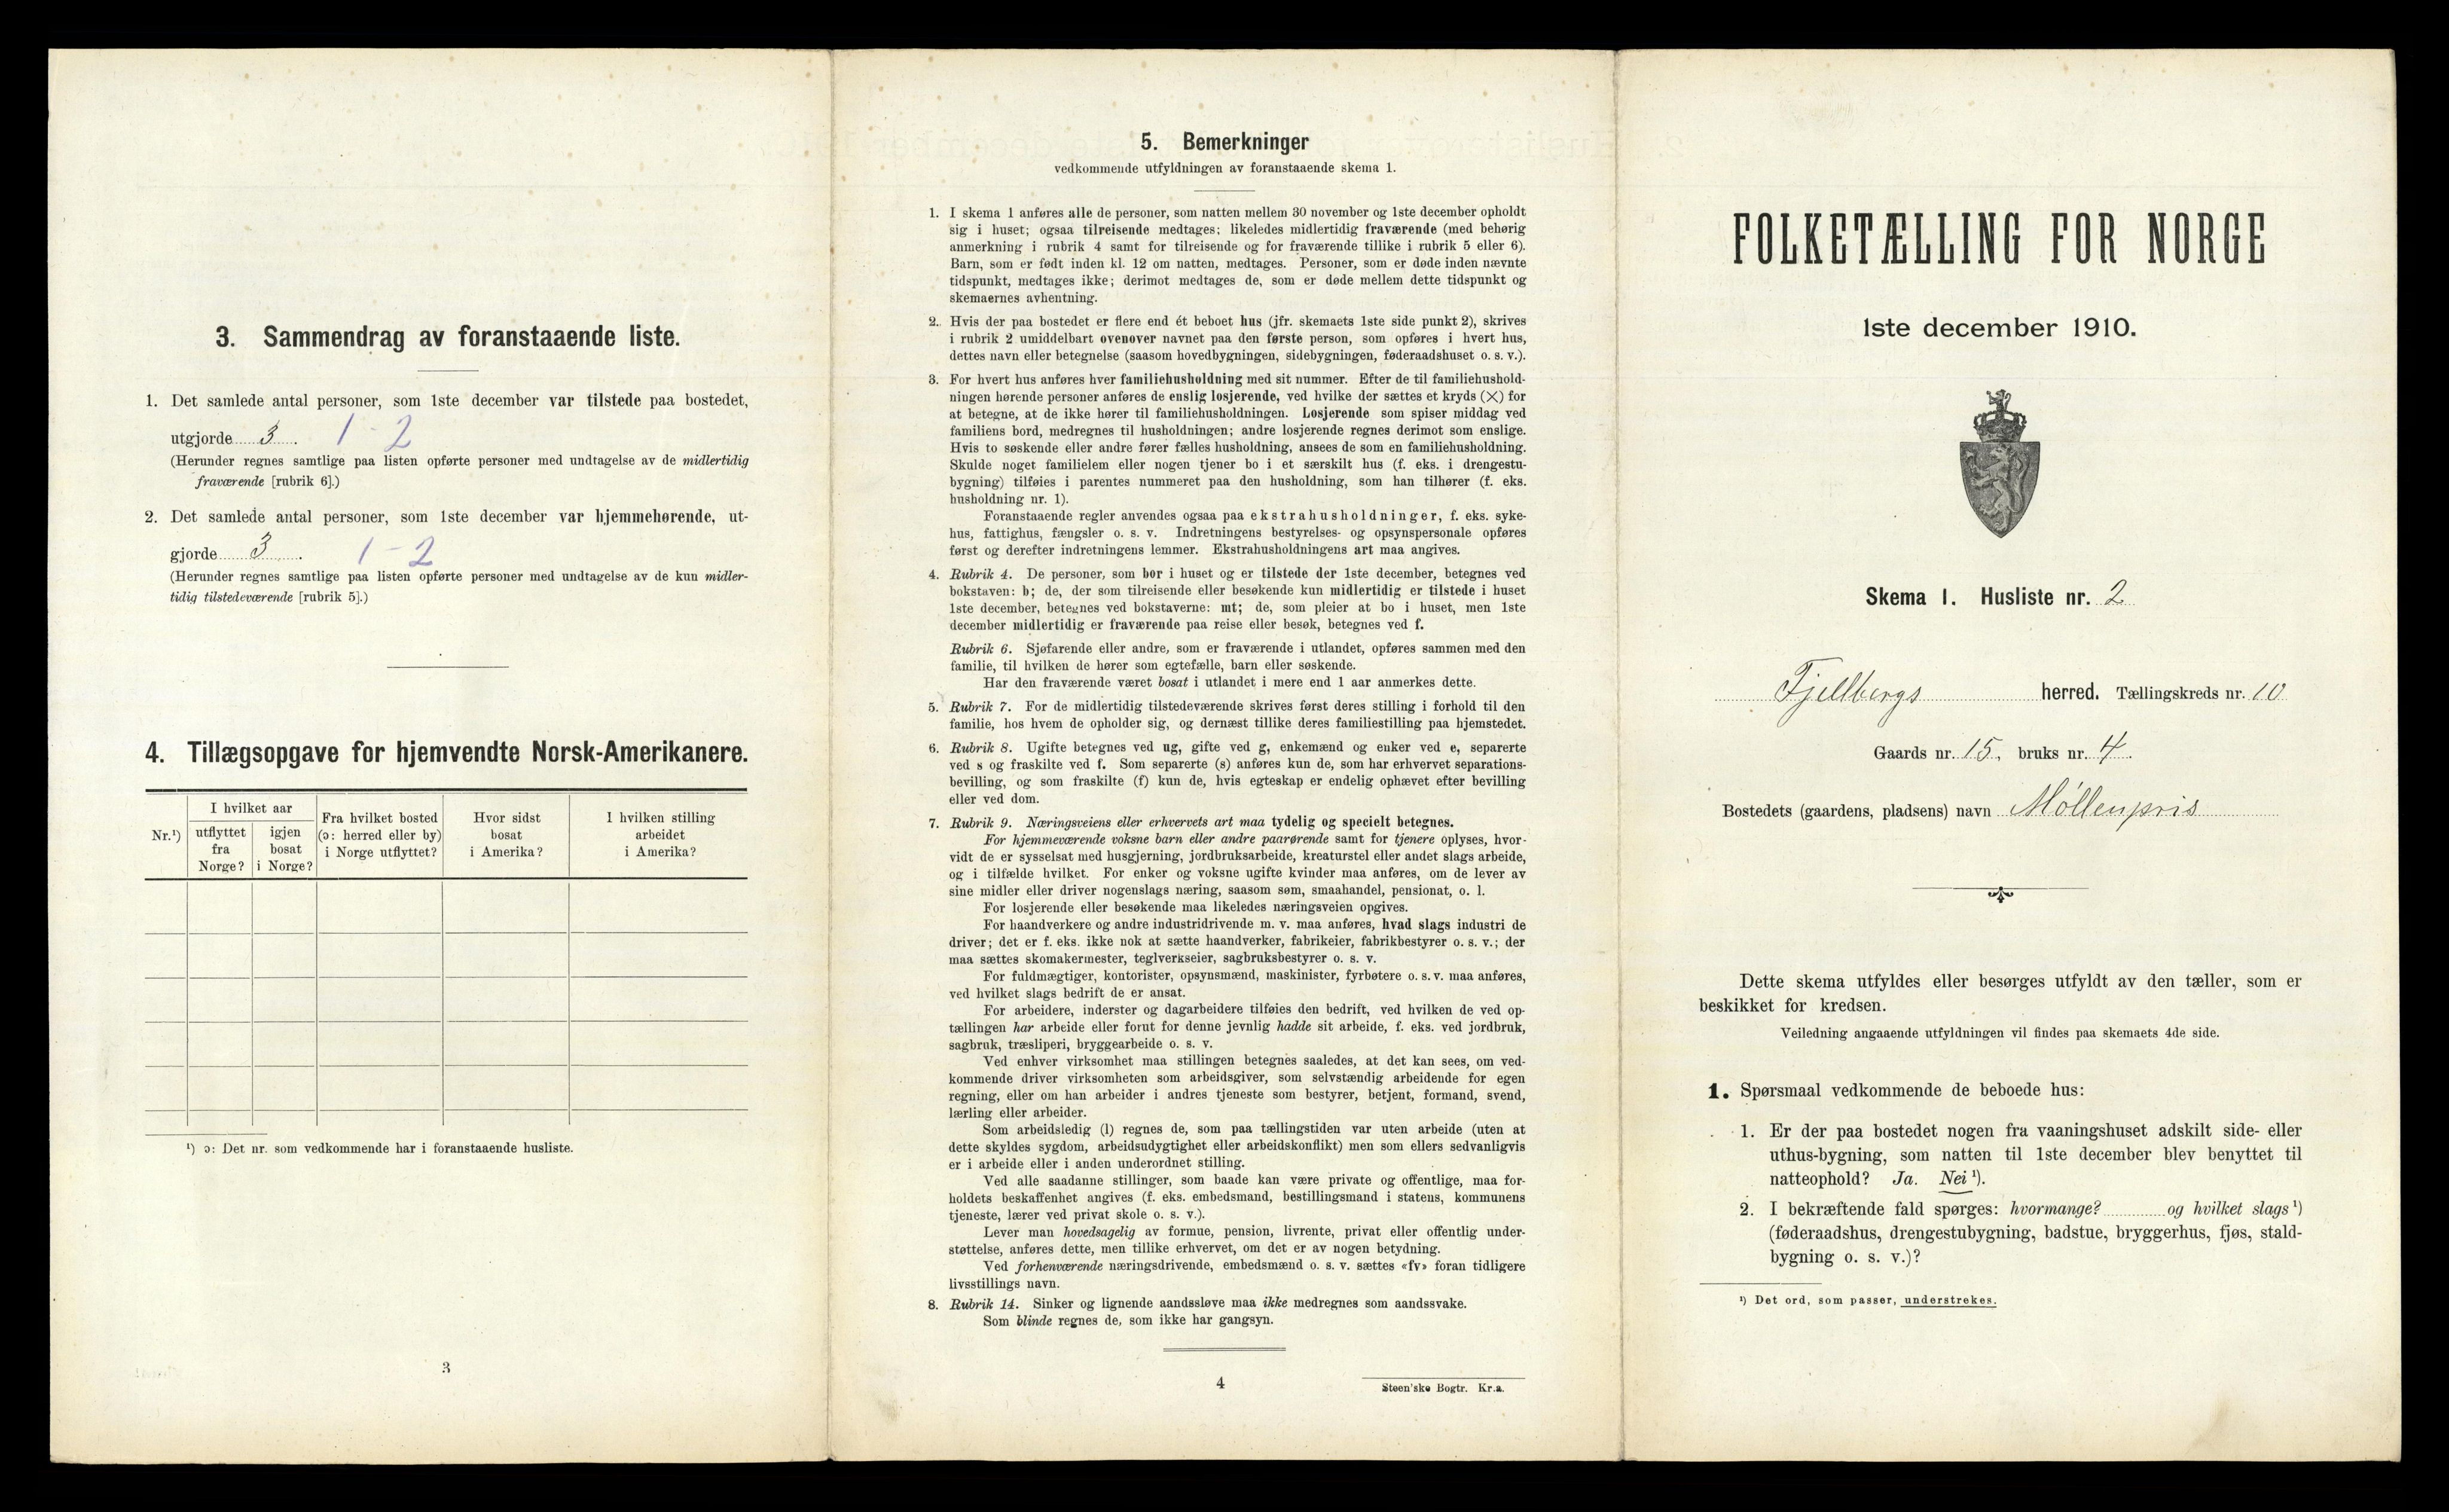 3. Sammendrag av foranstaaende liste.
1. Det samlede antal personer, som 1ste december var tilstede paa bostedet,
utgjorde 3. 1-2
(Herunder regnes samtlige paa listen opførte personer med undtagelse av de midlertidig
fraværende [rubrik 6].)
2. Det samlede antal personer, som 1ste december var hjemmehørende, ut-
gjorde 3. 1-2
(Herunder regnes samtlige paa listen opførte personer med undtagelse av de kun midler-
tidig tilstedeværende [rubrik 5].)
4. Tillægsopgave for hjemvendte Norsk-Amerikanere.
Nr.¹)
I hvilket aar
utflyttet fra Norge?
igjen bosat i Norge?
Fra hvilket bosted (ɔ: herred eller by) i Norge utflyttet?
Hvor sidst bosat i Amerika?
I hvilken stilling arbeidet i Amerika?
¹) ɔ: Det nr. som vedkommende har i foranstaaende husliste.
3
5. Bemerkninger
vedkommende utfyldningen av foranstaaende skema 1.
1. I skema 1 anføres alle de personer, som natten mellem 30 november og 1ste december opholdt
sig i huset; ogsaa tilreisende medtages; likeledes midlertidig fraværende (med behørig
anmerkning i rubrik 4 samt for tilreisende og for fraværende tillike i rubrik 5 eller 6).
Barn, som er født inden kl. 12 om natten, medtages. Personer, som er døde inden nævnte
tidspunkt, medtages ikke; derimot medtages de, som er døde mellem dette tidspunkt og
skemaernes avhentning.
2. Hvis der paa bostedet er flere end ét beboet hus (jfr. skemaets 1ste side punkt 2), skrives
i rubrik 2 umiddelbart ovenover navnet paa den første person, som opføres i hvert hus,
dettes navn eller betegnelse (saasom hovedbygningen, sidebygningen, føderaadshuset o. s. v.).
3. For hvert hus anføres hver familiehusholdning med sit nummer. Efter de til familiehushold-
ningen hørende personer anføres de enslig losjerende, ved hvilke der sættes et kryds (×) for
at betegne, at de ikke hører til familiehusholdningen. Losjerende som spiser middag ved
familiens bord, medregnes til husholdningen; andre losjerende regnes derimot som enslige.
Hvis to søskende eller andre fører fælles husholdning, ansees de som en familiehusholdning.
Skulde noget familielem eller nogen tjener bo i et særskilt hus (f. eks. i drengestu-
bygning) tilføies i parentes nummeret paa den husholdning, som han tilhører (f. eks.
husholdning nr. 1).
Foranstaaende regler anvendes ogsaa paa ekstrahusholdninger, f. eks. syke-
hus, fattighus, fængsler o. s. v. Indretningens bestyrelses- og opsynspersonale opføres
først og derefter indretningens lemmer. Ekstrahusholdningens art maa angives.
4. Rubrik 4. De personer, som bor i huset og er tilstede der 1ste december, betegnes ved
bokstaven: b; de, der som tilreisende eller besøkende kun midlertidig er tilstede i huset
1ste december, betegnes ved bokstaverne: mt; de, som pleier at bo i huset, men 1ste
december midlertidig er fraværende paa reise eller besøk, betegnes ved f.
Rubrik 6. Sjøfarende eller andre, som er fraværende i utlandet, opføres sammen med den
familie, til hvilken de hører som egtefælle, barn eller søskende.
Har den fraværende været bosat i utlandet i mere end 1 aar anmerkes dette.
5. Rubrik 7. For de midlertidig tilstedeværende skrives først deres stilling i forhold til den
familie, hos hvem de opholder sig, og dernæst tillike deres familiestilling paa hjemstedet.
6. Rubrik 8. Ugifte betegnes ved ug, gifte ved g, enkemænd og enker ved e, separerte
ved s og fraskilte ved f. Som separerte (s) anføres kun de, som har erhvervet separations-
bevilling, og som fraskilte (f) kun de, hvis egteskap er endelig ophævet efter bevilling
eller ved dom.
7. Rubrik 9. Næringsveiens eller erhvervets art maa tydelig og specielt betegnes.
For hjemmeværende voksne barn eller andre paarørende samt for tjenere oplyses, hvor-
vidt de er sysselsat med husgjerning, jordbruksarbeide, kreaturstel eller andet slags arbeide,
og i tilfælde hvilket. For enker og voksne ugifte kvinder maa anføres, om de lever av
sine midler eller driver nogenslags næring, saasom søm, smaahandel, pensionat, o. l.
For losjerende eller besøkende maa likeledes næringsveien opgives.
For haandverkere og andre industridrivende m. v. maa anføres, hvad slags industri de
driver; det er f. eks. ikke nok at sætte haandverker, fabrikeier, fabrikbestyrer o. s. v.; der
maa sættes skomakermester, teglverkseier, sagbruksbestyrer o. s. v.
For fuldmægtiger, kontorister, opsynsmænd, maskinister, fyrbøtere o. s. v. maa anføres,
ved hvilket slags bedrift de er ansat.
For arbeidere, inderster og dagarbeidere tilføies den bedrift, ved hvilken de ved op-
tællingen har arbeide eller forut for denne jevnlig hadde sit arbeide, f. eks. ved jordbruk,
sagbruk, træsliperi, bryggearbeide o. s. v.
Ved enhver virksomhet maa stillingen betegnes saaledes, at det kan sees, om ved-
kommende driver virksomheten som arbeidsgiver, som selvstændig arbeidende for egen
regning, eller om han arbeider i andres tjeneste som bestyrer, betjent, formand, svend,
lærling eller arbeider.
Som arbeidsledig (l) regnes de, som paa tællingstiden var uten arbeide (uten at
dette skyldes sygdom, arbeidsudygtighet eller arbeidskonflikt) men som ellers sedvanligvis
er i arbeide eller i anden underordnet stilling.
Ved alle saadanne stillinger, som baade kan være private og offentlige, maa for-
holdets beskaffenhet angives (f. eks. embedsmand, bestillingsmand i statens, kommunens
tjeneste, lærer ved privat skole o. s. v.).
Lever man hovedsagelig av formue, pension, livrente, privat eller offentlig under-
støttelse, anføres dette, men tillike erhvervet, om det er av nogen betydning.
Ved forhenværende næringsdrivende, embedsmænd o. s. v. sættes «fv» foran tidligere
livsstillings navn.
8. Rubrik 14. Sinker og lignende aandssløve maa ikke medregnes som aandssvake.
Som blinde regnes de, som ikke har gangsyn.
4
Steen'ske Bogtr. Kr.a.
FOLKETÆLLING FOR NORGE
1ste december 1910.
Skema 1. Husliste nr. 2
Fjellbergs herred. Tællingskreds nr. 10
Gaards nr. 15, bruks nr. 4.
Bostedets (gaardens, pladsens) navn Møllenpris
Dette skema utfyldes eller besørges utfyldt av den tæller, som er
beskikket for kredsen.
Veiledning angaaende utfyldningen vil findes paa skemaets 4de side.
1. Spørsmaal vedkommende de beboede hus:
1. Er der paa bostedet nogen fra vaaningshuset adskilt side- eller
uthus-bygning, som natten til 1ste december blev benyttet til
natteophold? Ja. Nei ¹).
2. I bekræftende fald spørges: hvormange? og hvilket slags ¹)
(føderaadshus, drengestubygning, badstue, bryggerhus, fjøs, stald-
bygning o. s. v.)?
¹) Det ord, som passer, understrekes.